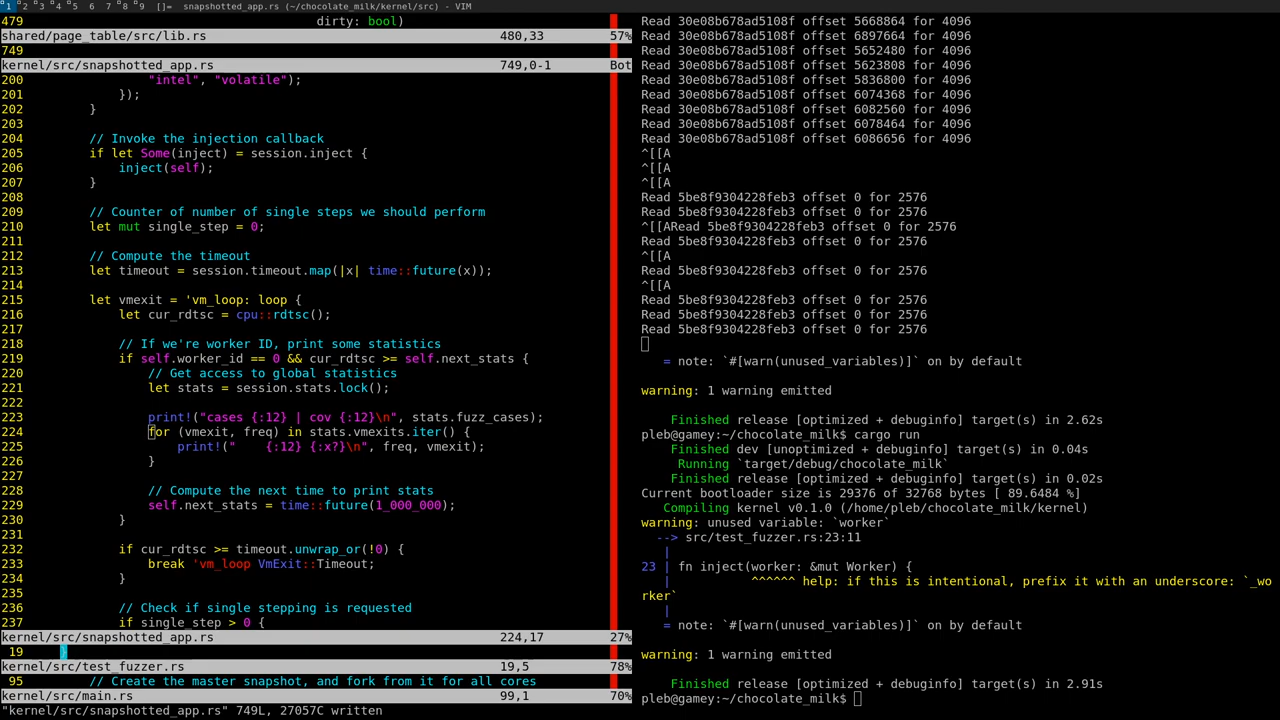 1 2 3 4 5 6 7 8 9 []= snapshotted_app.rs (~/chocolate_milk/kernel/src) - VIM
479                                        dirty: bool)
shared/page_table/src/lib.rs 480,33 57%
749
kernel/src/snapshotted_app.rs 749,0-1 Bot
200                 "intel", "volatile");
201             });
202         }
203
204         // Invoke the injection callback
205         if let Some(inject) = session.inject {
206             inject(self);
207         }
208
209         // Counter of number of single steps we should perform
210         let mut single_step = 0;
211
212         // Compute the timeout
213         let timeout = session.timeout.map(|x| time::future(x));
214
215         let vmexit = 'vm_loop: loop {
216             let cur_rdtsc = cpu::rdtsc();
217
218             // If we're worker ID, print some statistics
219             if self.worker_id == 0 && cur_rdtsc >= self.next_stats {
220                 // Get access to global statistics
221                 let stats = session.stats.lock();
222
223                 print!("cases {:12} | cov {:12}\n", stats.fuzz_cases);
224                 for (vmexit, freq) in stats.vmexits.iter() {
225                     print!("    {:12} {:x?}\n", freq, vmexit);
226                 }
227
228                 // Compute the next time to print stats
229                 self.next_stats = time::future(1_000_000);
230             }
231
232             if cur_rdtsc >= timeout.unwrap_or(!0) {
233                 break 'vm_loop VmExit::Timeout;
234             }
235
236             // Check if single stepping is requested
237             if single_step > 0 {
kernel/src/snapshotted_app.rs 224,17 27%
19     }
kernel/src/test_fuzzer.rs 19,5 78%
95         // Create the master snapshot, and fork from it for all cores
kernel/src/main.rs 99,1 70%
"kernel/src/snapshotted_app.rs" 749L, 27057C written
Read 30e08b678ad5108f offset 5668864 for 4096
Read 30e08b678ad5108f offset 6897664 for 4096
Read 30e08b678ad5108f offset 5652480 for 4096
Read 30e08b678ad5108f offset 5623808 for 4096
Read 30e08b678ad5108f offset 5836800 for 4096
Read 30e08b678ad5108f offset 6074368 for 4096
Read 30e08b678ad5108f offset 6082560 for 4096
Read 30e08b678ad5108f offset 6078464 for 4096
Read 30e08b678ad5108f offset 6086656 for 4096
^[[A
^[[A
^[[A
Read 5be8f9304228feb3 offset 0 for 2576
Read 5be8f9304228feb3 offset 0 for 2576
^[[ARead 5be8f9304228feb3 offset 0 for 2576
Read 5be8f9304228feb3 offset 0 for 2576
^[[A
Read 5be8f9304228feb3 offset 0 for 2576
^[[A
Read 5be8f9304228feb3 offset 0 for 2576
Read 5be8f9304228feb3 offset 0 for 2576
Read 5be8f9304228feb3 offset 0 for 2576
   = note: `#[warn(unused_variables)]` on by default
warning: 1 warning emitted
    Finished release [optimized + debuginfo] target(s) in 2.62s
pleb@gamey:~/chocolate_milk$ cargo run
    Finished dev [unoptimized + debuginfo] target(s) in 0.04s
     Running `target/debug/chocolate_milk`
    Finished release [optimized + debuginfo] target(s) in 0.02s
Current bootloader size is 29376 of 32768 bytes [ 89.6484 %]
   Compiling kernel v0.1.0 (/home/pleb/chocolate_milk/kernel)
warning: unused variable: `worker`
  --> src/test_fuzzer.rs:23:11
   |
23 | fn inject(worker: &mut Worker) {
   |           ^^^^^^ help: if this is intentional, prefix it with an underscore: `_wo
rker`
   |
   = note: `#[warn(unused_variables)]` on by default
warning: 1 warning emitted
    Finished release [optimized + debuginfo] target(s) in 2.91s
pleb@gamey:~/chocolate_milk$